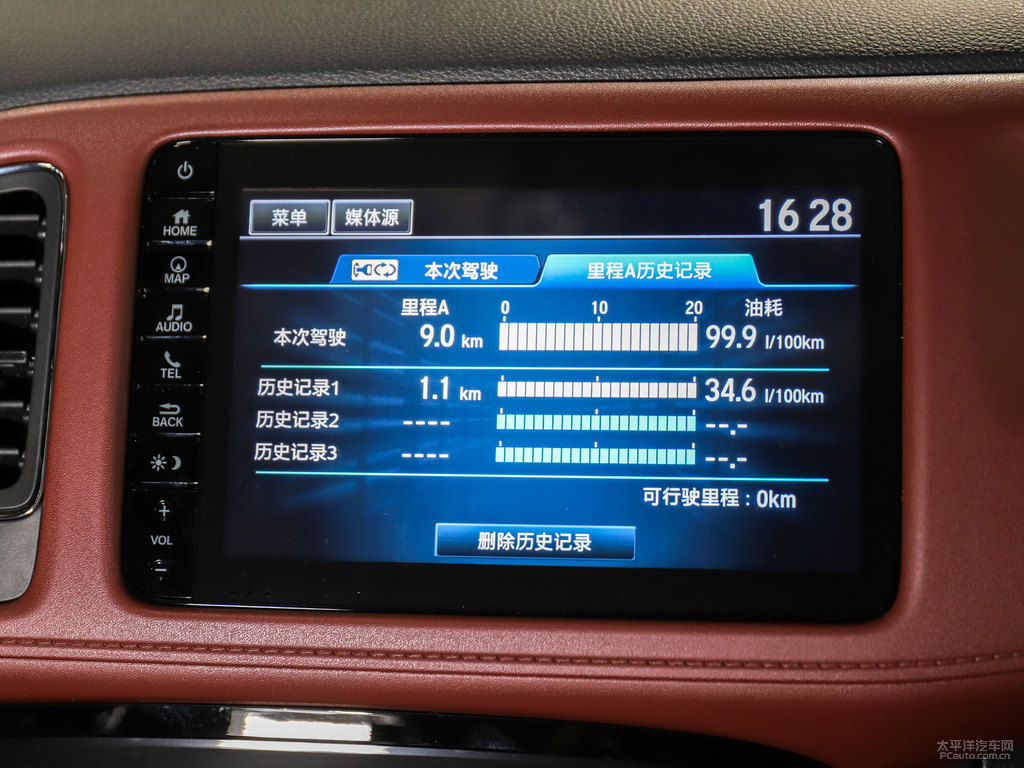 菜单 媒体源 16 28
HOME
MAP
AUDIO
TEL
BACK
+
VOL
−
本次驾驶 里程A历史记录
里程A 0 10 20 油耗
本次驾驶 9.0 km 99.9 l/100km
历史记录1 1.1 km 34.6 l/100km
历史记录2 ---- --.-
历史记录3 ---- --.-
可行驶里程：0km
删除历史记录
太平洋汽车网
PCauto.com.cn